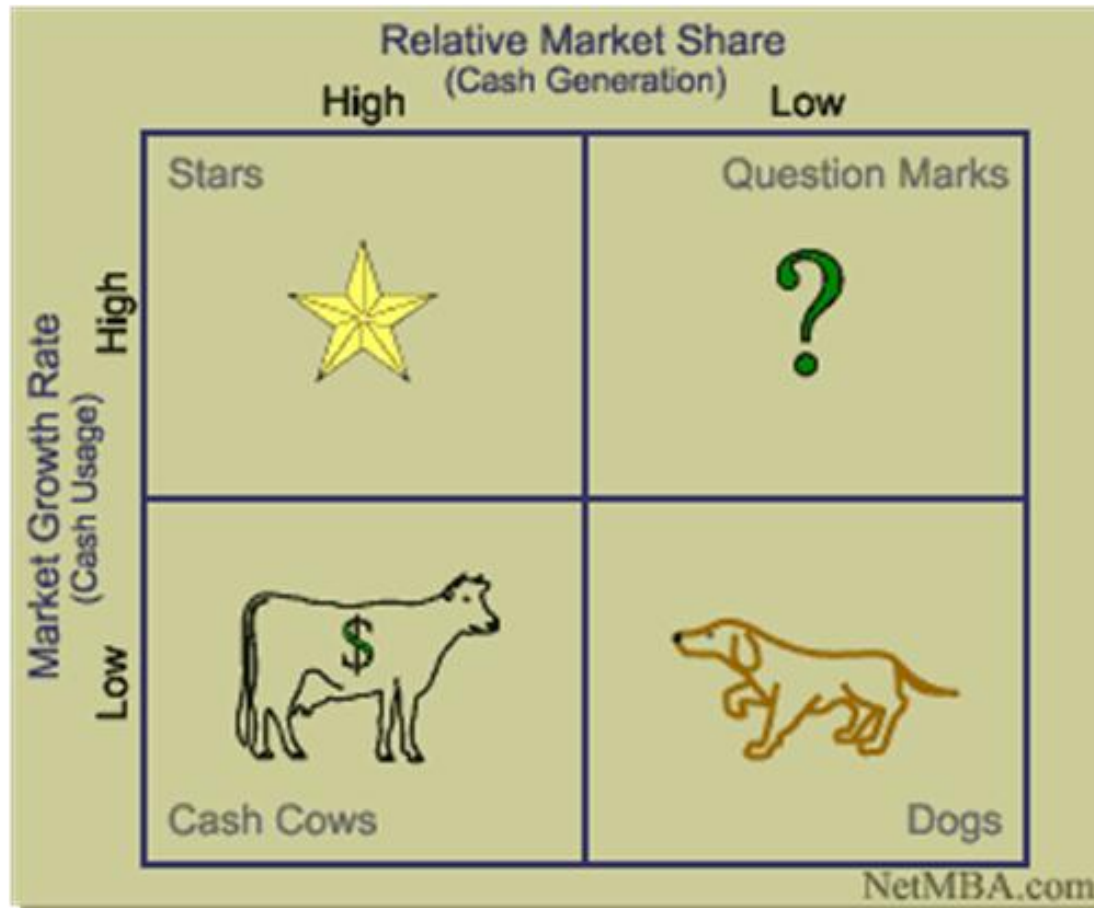 Relative Market Share
(Cash Generation)
High
Low
Stars
Question Marks
Market Growth Rate
(Cash Usage)
High
Low
$
?
Cash Cows
Dogs
NetMBA.com